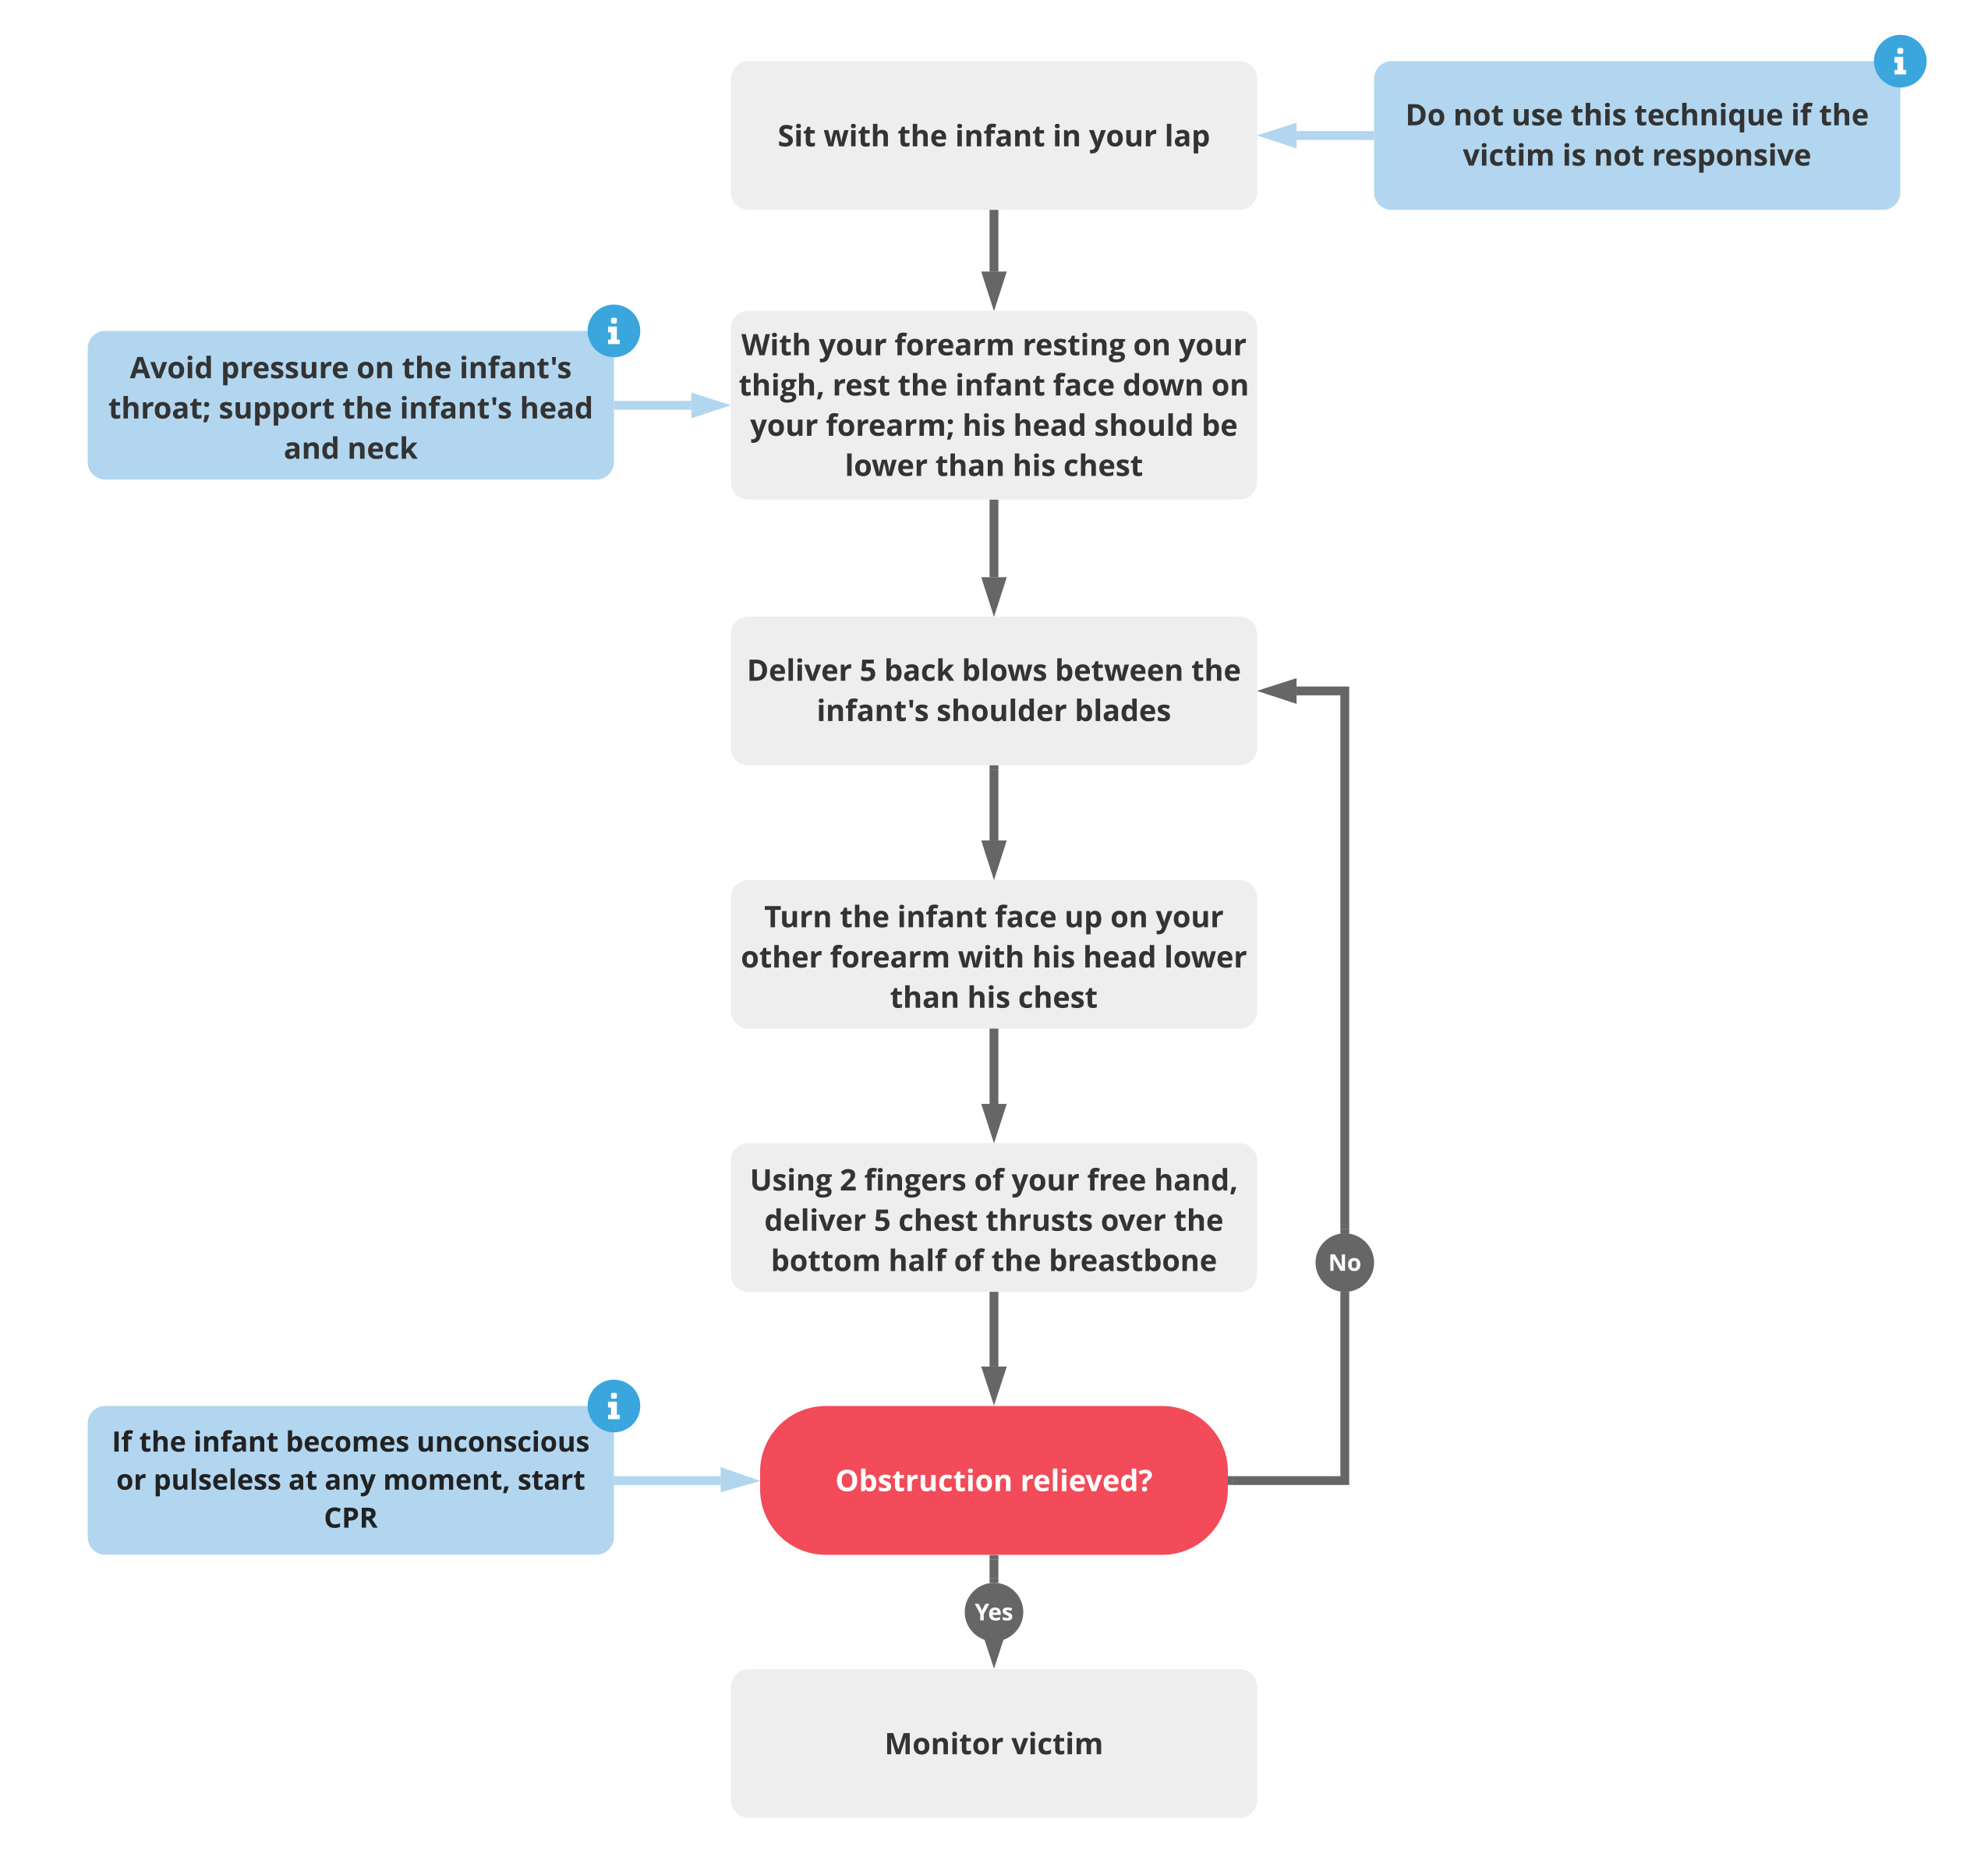 Sit with the infant in your lap
Do not use this technique if the
victim is not responsive
Avoid pressure on the infant's
throat; support the infant's head
and neck
With your forearm resting on your
thigh, rest the infant face down on
your forearm; his head should be
lower than his chest
Deliver 5 back blows between the
infant's shoulder blades
Turn the infant face up on your
other forearm with his head lower
than his chest
Using 2 fingers of your free hand,
deliver 5 chest thrusts over the
bottom half of the breastbone
No
If the infant becomes unconscious
or pulseless at any moment, start
CPR
Obstruction relieved?
Yes
Monitor victim